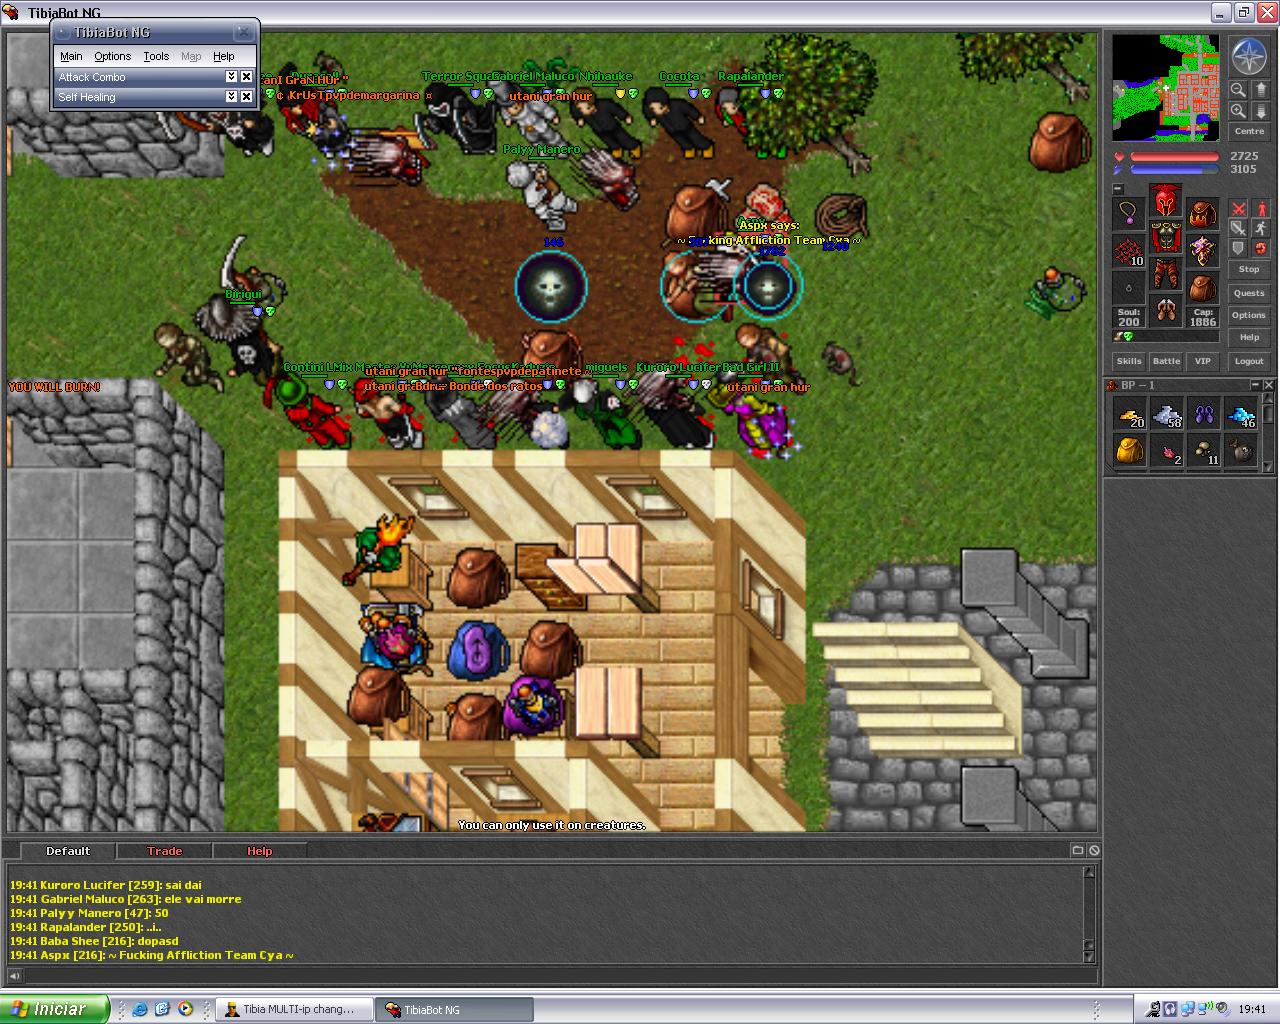 TibiaBot NG
TibiaBot NG
Main Options Tools Map Help
Attack Combo
Self Healing
Gabriel Maluco
Nhihauke
Cocota
Rapalander
utani gran hur
Palyy Manero
146
Aspx says:
Affliction Team Cya ~
Birigui
YOU WILL BURN!
utani gran hur
miguels
Kuroro Lucifer
Bad Girl II
Bonde dos ratos
utani gran hur
You can only use it on creatures.
Centre
2725
3105
10
Soul:
200
Cap:
1886
Stop
Quests
Options
Help
Skills Battle VIP Logout
BP - 1
20 58 46
2 11
Default Trade Help
19:41 Kuroro Lucifer [259]: sai dai
19:41 Gabriel Maluco [263]: ele vai morre
19:41 Palyy Manero [47]: 50
19:41 Rapalander [250]: ..i..
19:41 Baba Shee [216]: dopasd
19:41 Aspx [216]: ~ Fucking Affliction Team Cya ~
Iniciar
Tibia MULTI-ip chang...
TibiaBot NG
19:41